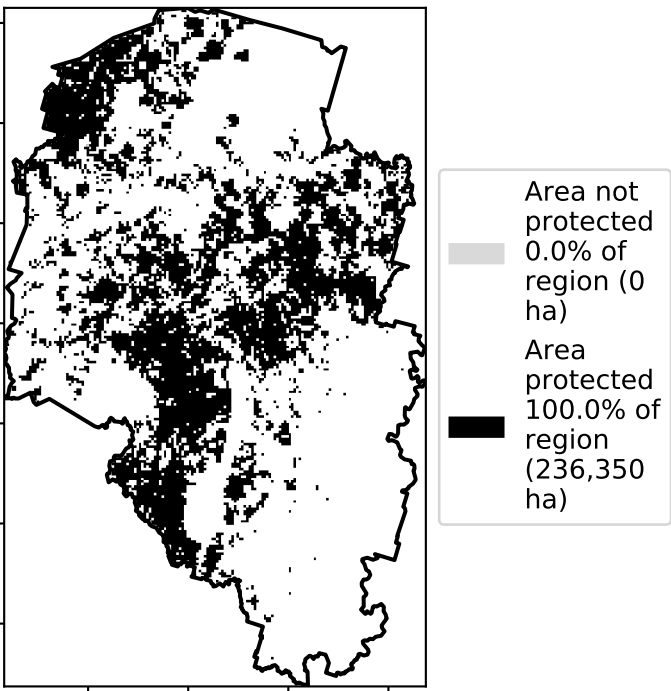 Area not
protected
0.0% of
region (0
ha)
Area
protected
100.0% of
region
(236,350
ha)